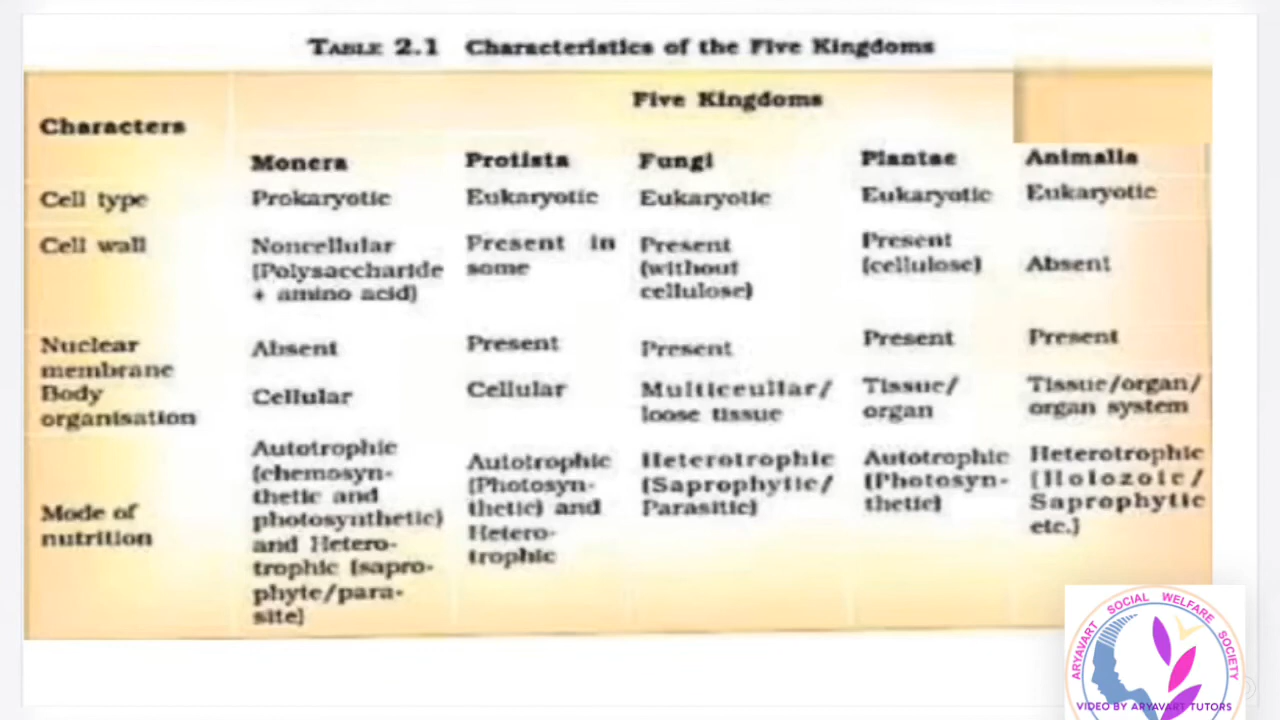 TABLE 2.1 Characteristics of the Five Kingdoms
Five Kingdoms
Characters
Monera Protista Fungi Plantae Animalia
Cell type Prokaryotic Eukaryotic Eukaryotic Eukaryotic Eukaryotic
Cell wall Noncellular Present in Present Present Absent
(Polysaccharide some (without (cellulose)
+ amino acid) cellulose)
Nuclear Absent Present Present Present Present
membrane
Body Cellular Cellular Multiceullar/ Tissue/ Tissue/organ/
organisation loose tissue organ organ system
Autotrophic Autotrophic Heterotrophic Autotrophic Heterotrophic
(chemosyn- (Photosyn- (Saprophytic/ (Photosyn- (Holozoic/
thetic and thetic) and Parasitic) thetic) Saprophytic
Mode of photosynthetic) Hetero- etc.)
nutrition and Hetero- trophic
trophic (sapro-
phyte/para-
site)
ARYAVART SOCIAL WELFARE SOCIETY
VIDEO BY ARYAVART TUTORS